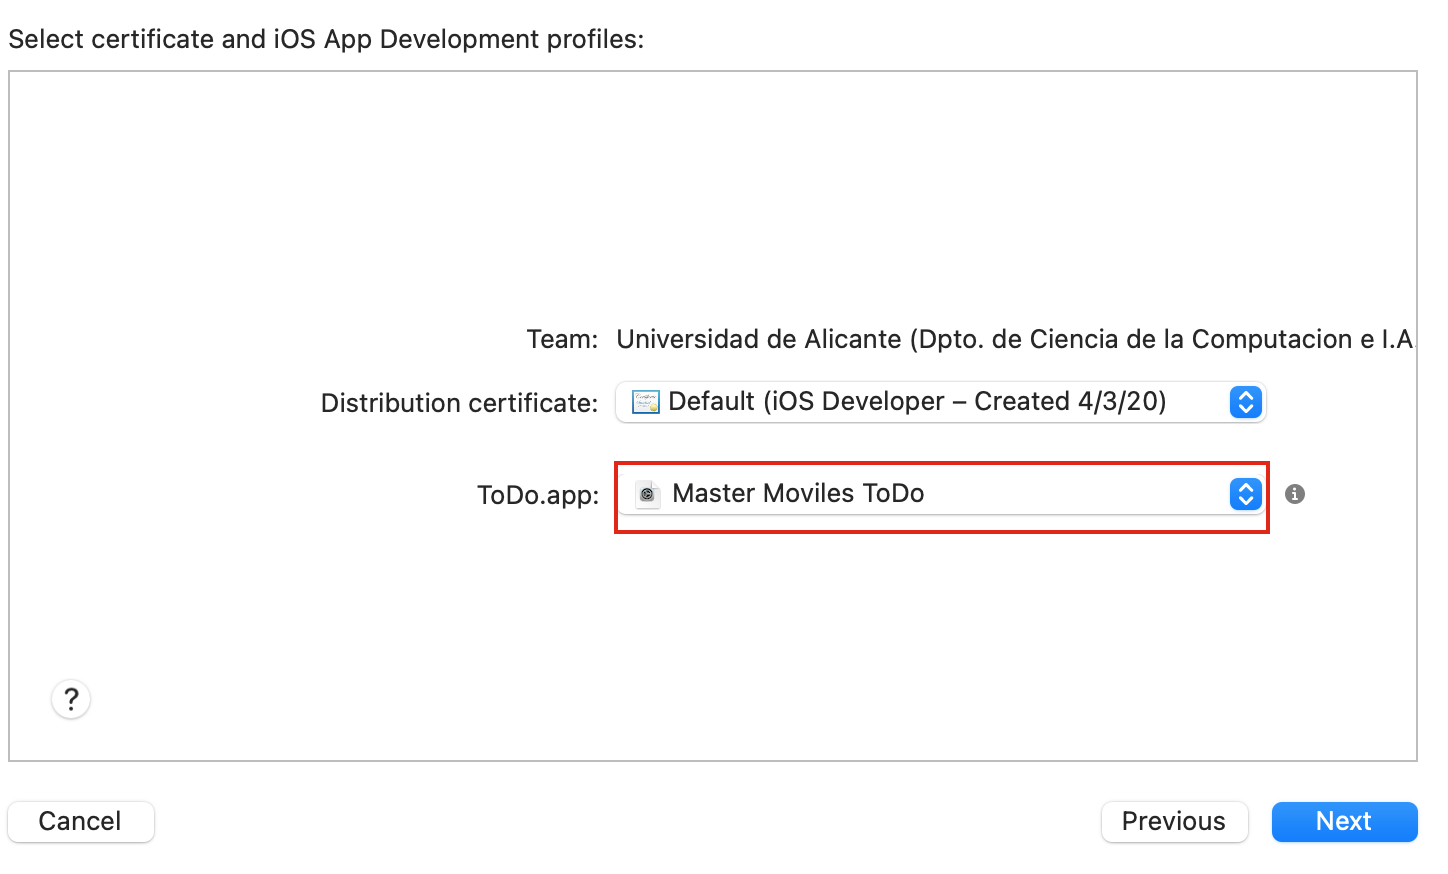 Select certificate and iOS App Development profiles:
Team: Universidad de Alicante (Dpto. de Ciencia de la Computacion e I.A.
Distribution certificate: Default (iOS Developer – Created 4/3/20)
ToDo.app: Master Moviles ToDo
?
Cancel Previous Next